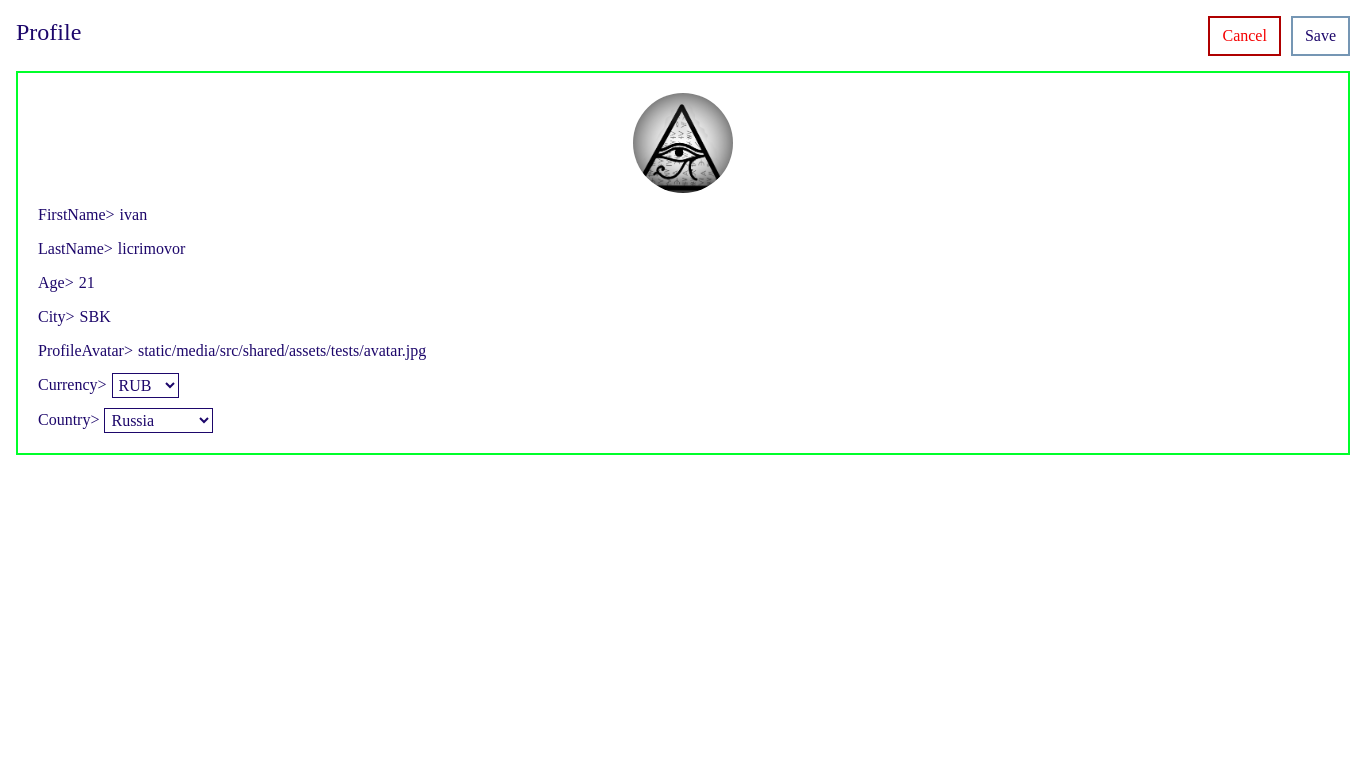 Profile
Cancel
Save
FirstName> ivan
LastName> licrimovor
Age> 21
City> SBK
ProfileAvatar> static/media/src/shared/assets/tests/avatar.jpg
Currency> RUB
Country> Russia